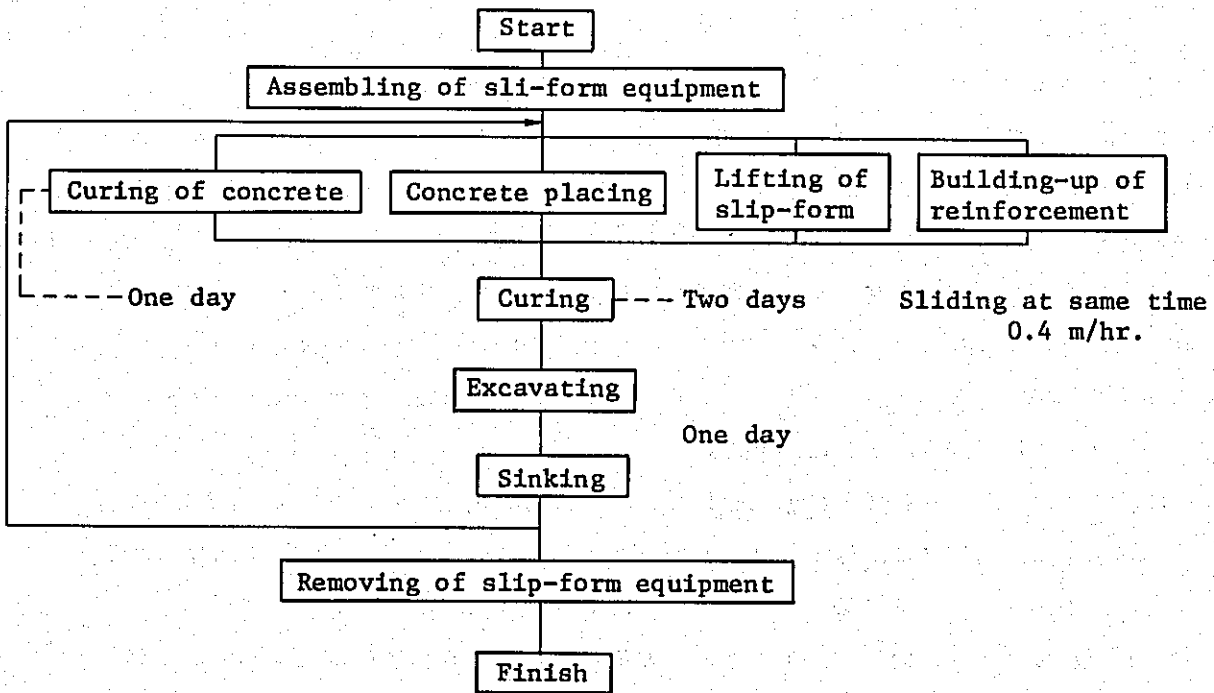 Start
Assembling of sli-form equipment
Curing of concrete
Concrete placing
Lifting of
slip-form
Building-up of
reinforcement
One day
Curing
Two days
Sliding at same time
0.4 m/hr.
Excavating
One day
Sinking
Removing of slip-form equipment
Finish